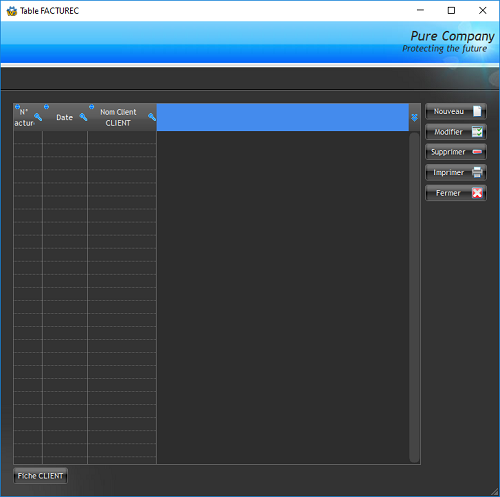 Table FACTUREC
Pure Company
Protecting the future
N°
actur
Date
Nom Client
CLIENT
Nouveau
Modifier
Supprimer
Imprimer
Fermer
Fiche CLIENT